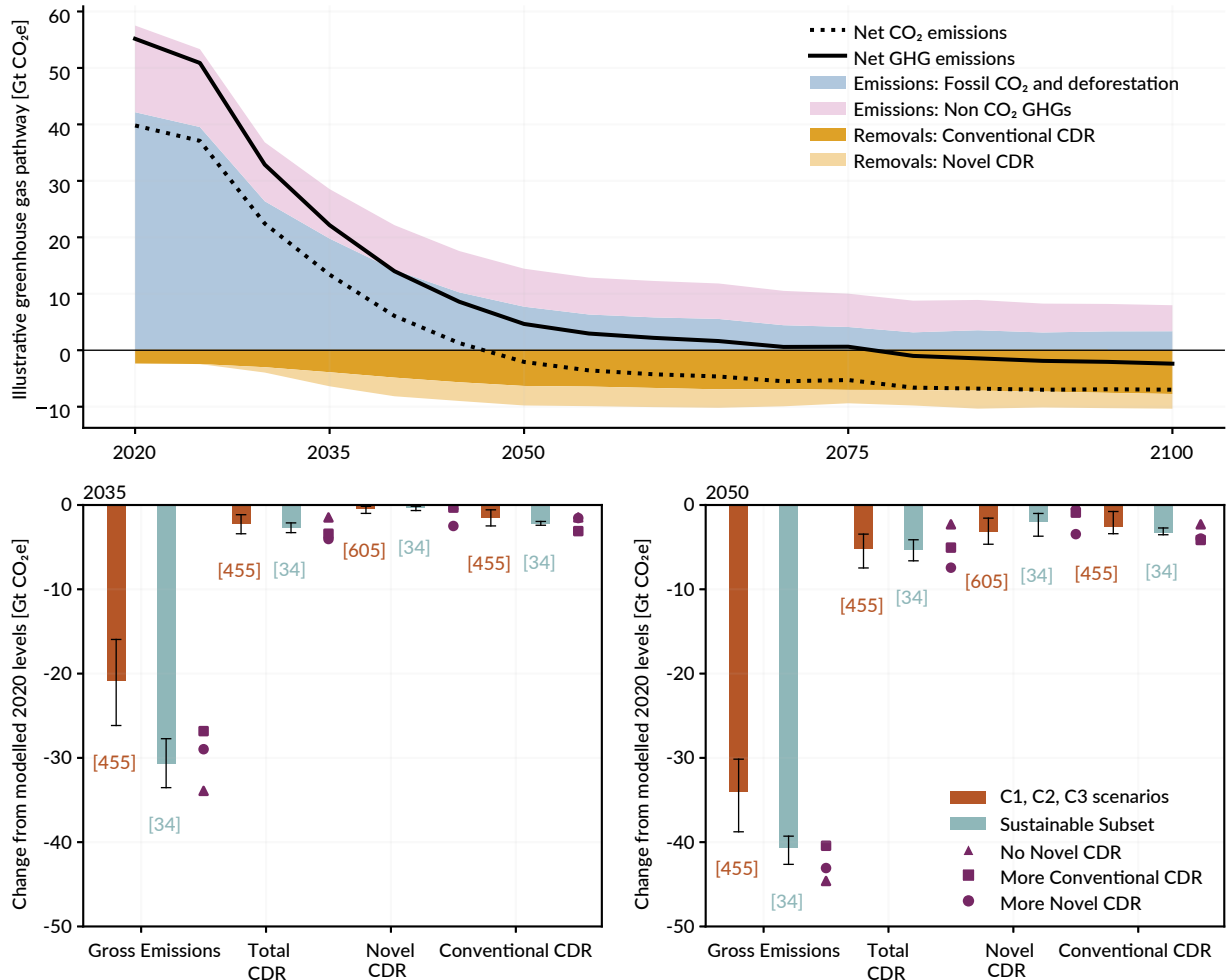 Illustrative greenhouse gas pathway [Gt CO₂e]
60
50
40
30
20
10
0
−10
Net CO₂ emissions
Net GHG emissions
Emissions: Fossil CO₂ and deforestation
Emissions: Non CO₂ GHGs
Removals: Conventional CDR
Removals: Novel CDR
2020
2035
2050
2075
2100
2035
Change from modelled 2020 levels [Gt CO₂e]
0
-10
-20
-30
-40
-50
[455]
[34]
[455]
[34]
[605]
[34]
[455]
[34]
Gross Emissions
Total
CDR
Novel
CDR
Conventional CDR
2050
Change from modelled 2020 levels [Gt CO₂e]
0
-10
-20
-30
-40
-50
[455]
[34]
[455]
[34]
[605]
[34]
[455]
[34]
C1, C2, C3 scenarios
Sustainable Subset
No Novel CDR
More Conventional CDR
More Novel CDR
Gross Emissions
Total
CDR
Novel
CDR
Conventional CDR